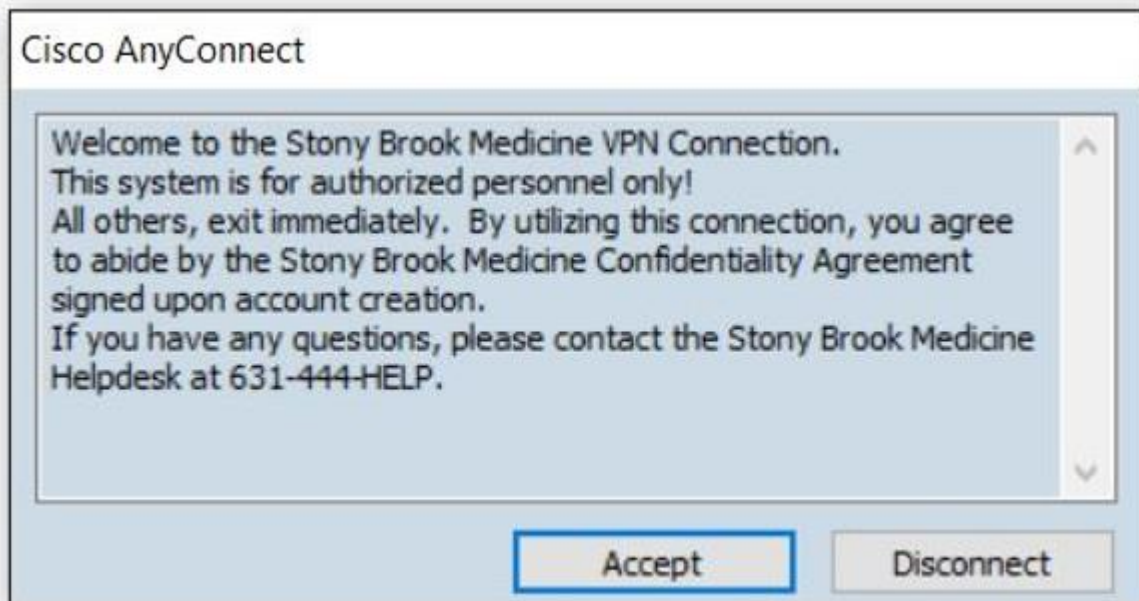 Cisco AnyConnect
Welcome to the Stony Brook Medicine VPN Connection.
This system is for authorized personnel only!
All others, exit immediately.  By utilizing this connection, you agree
to abide by the Stony Brook Medicine Confidentiality Agreement
signed upon account creation.
If you have any questions, please contact the Stony Brook Medicine
Helpdesk at 631-444-HELP.
Accept Disconnect